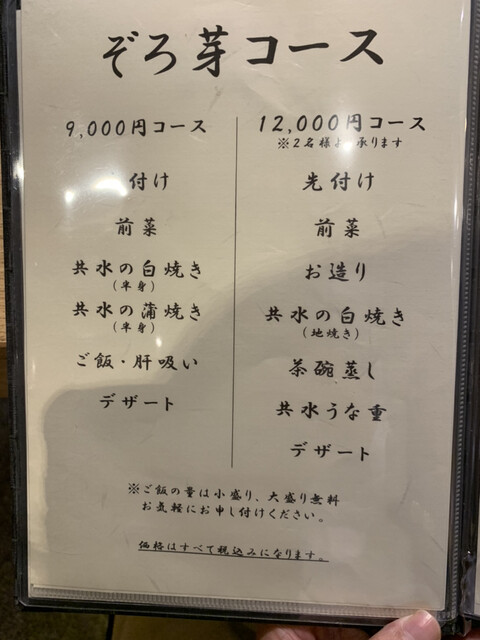 ぞろ芽コース
9,000円コース
付け
前菜
共水の白焼き
(半身)
共水の蒲焼き
(半身)
ご飯・肝吸い
デザート
12,000円コース
※2名様よ 承ります
先付け
前菜
お造り
共水の白焼き
(地焼き)
茶碗蒸し
共水うな重
デザート
※ご飯の量は小盛り、大盛り無料
お気軽にお申し付けください。
価格はすべて税込みになります。